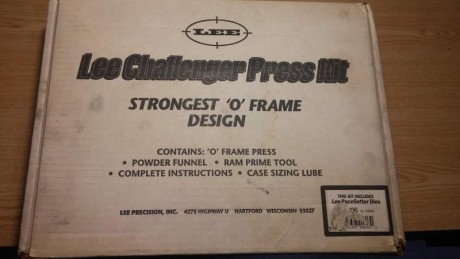 LEE
Lee Challenger Press Kit
STRONGEST 'O' FRAME
DESIGN
CONTAINS: 'O' FRAME PRESS
• POWDER FUNNEL • RAM PRIME TOOL
• COMPLETE INSTRUCTIONS • CASE SIZING LUBE
LEE PRECISION, INC. 4275 HIGHWAY U HARTFORD WISCONSIN 53027
THIS KIT INCLUDES
Lee PaceSetter Dies